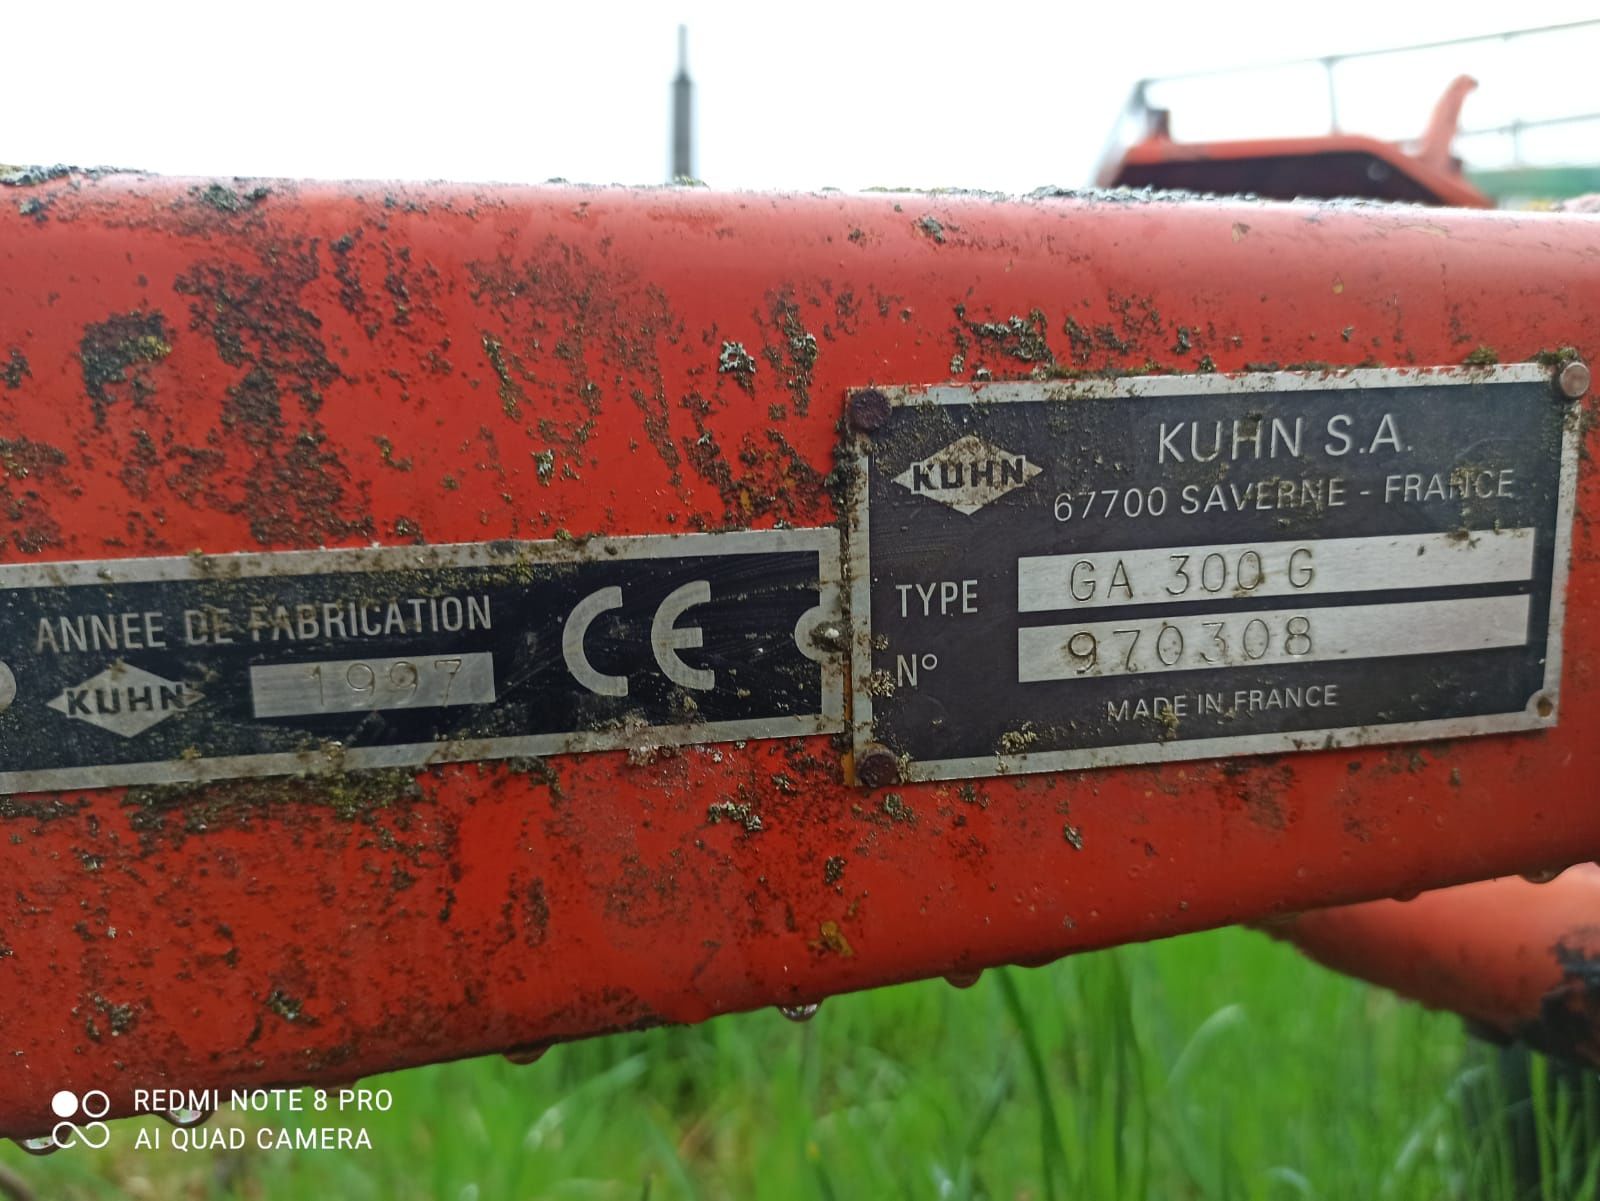 KUHN S.A.
KUHN
67700 SAVERNE - FRANCE
TYPE GA 300 G
N° 970308
MADE IN FRANCE
ANNEE DE FABRICATION
KUHN
1997
CE
REDMI NOTE 8 PRO
AI QUAD CAMERA